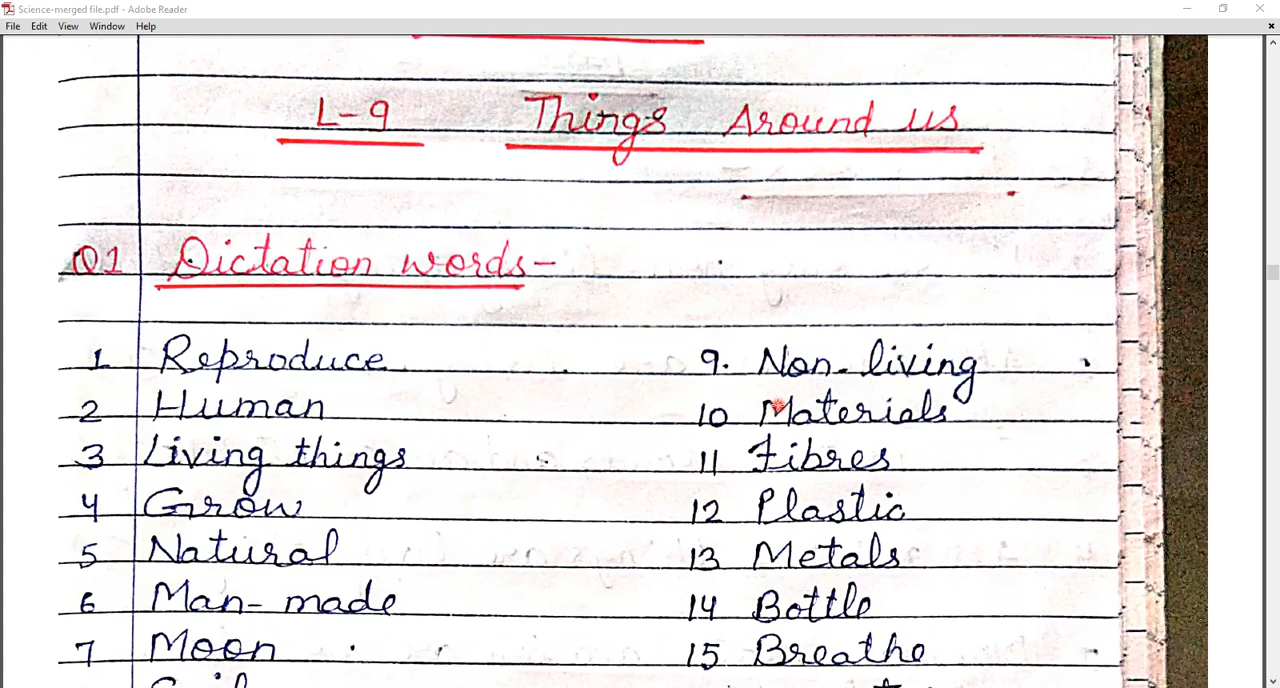 Science-merged file.pdf - Adobe Reader
File Edit View Window Help
L-9 Things Around us
Q1 Dictation words-
1 Reproduce
2 Human
3 Living things
4 Grow
5 Natural
6 Man-made
7 Moon
9. Non-living
10 Materials
11 Fibres
12 Plastic
13 Metals
14 Bottle
15 Breathe